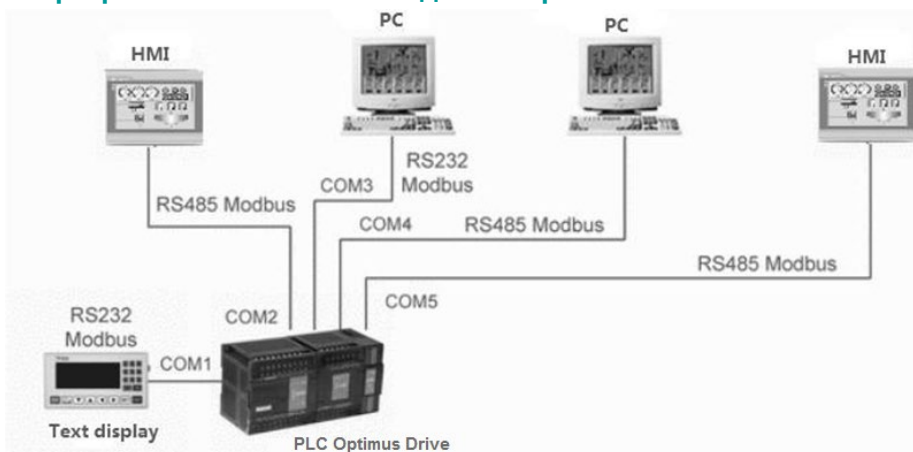 PC
PC
HMI
HMI
RS232
Modbus
COM3
RS485 Modbus
COM4
RS485 Modbus
RS485 Modbus
COM5
COM2
RS232
Modbus
COM1
Text display
PLC Optimus Drive